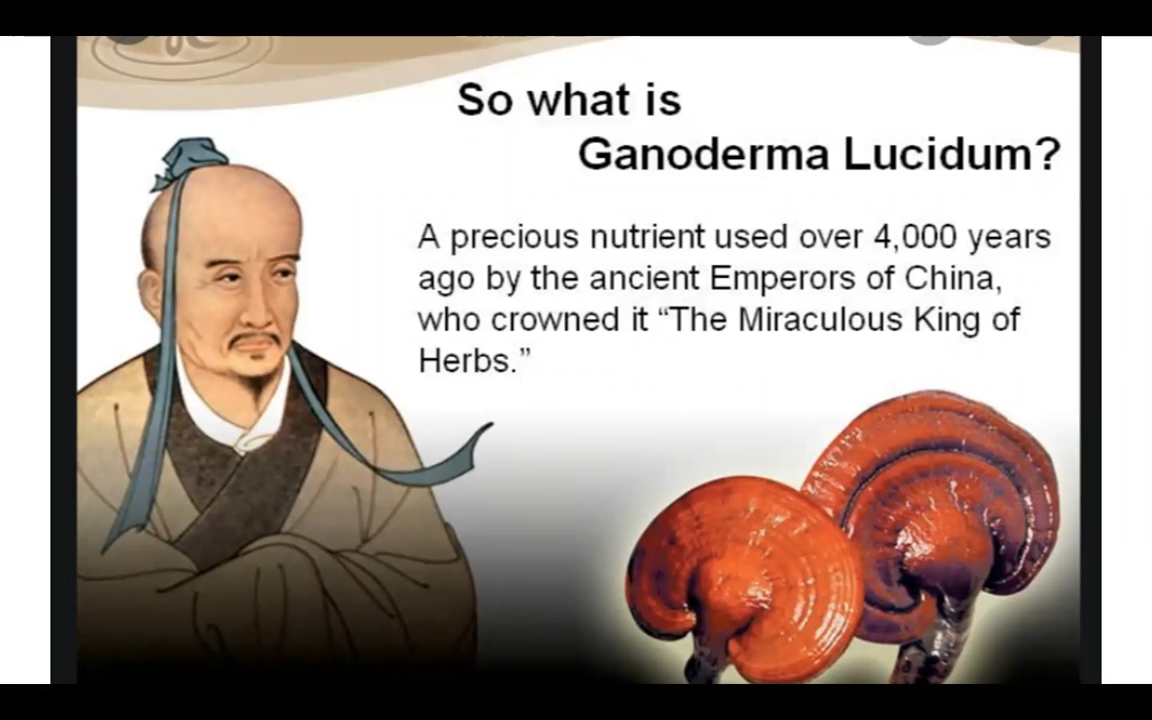 So what is
Ganoderma Lucidum?
A precious nutrient used over 4,000 years
ago by the ancient Emperors of China,
who crowned it “The Miraculous King of
Herbs.”